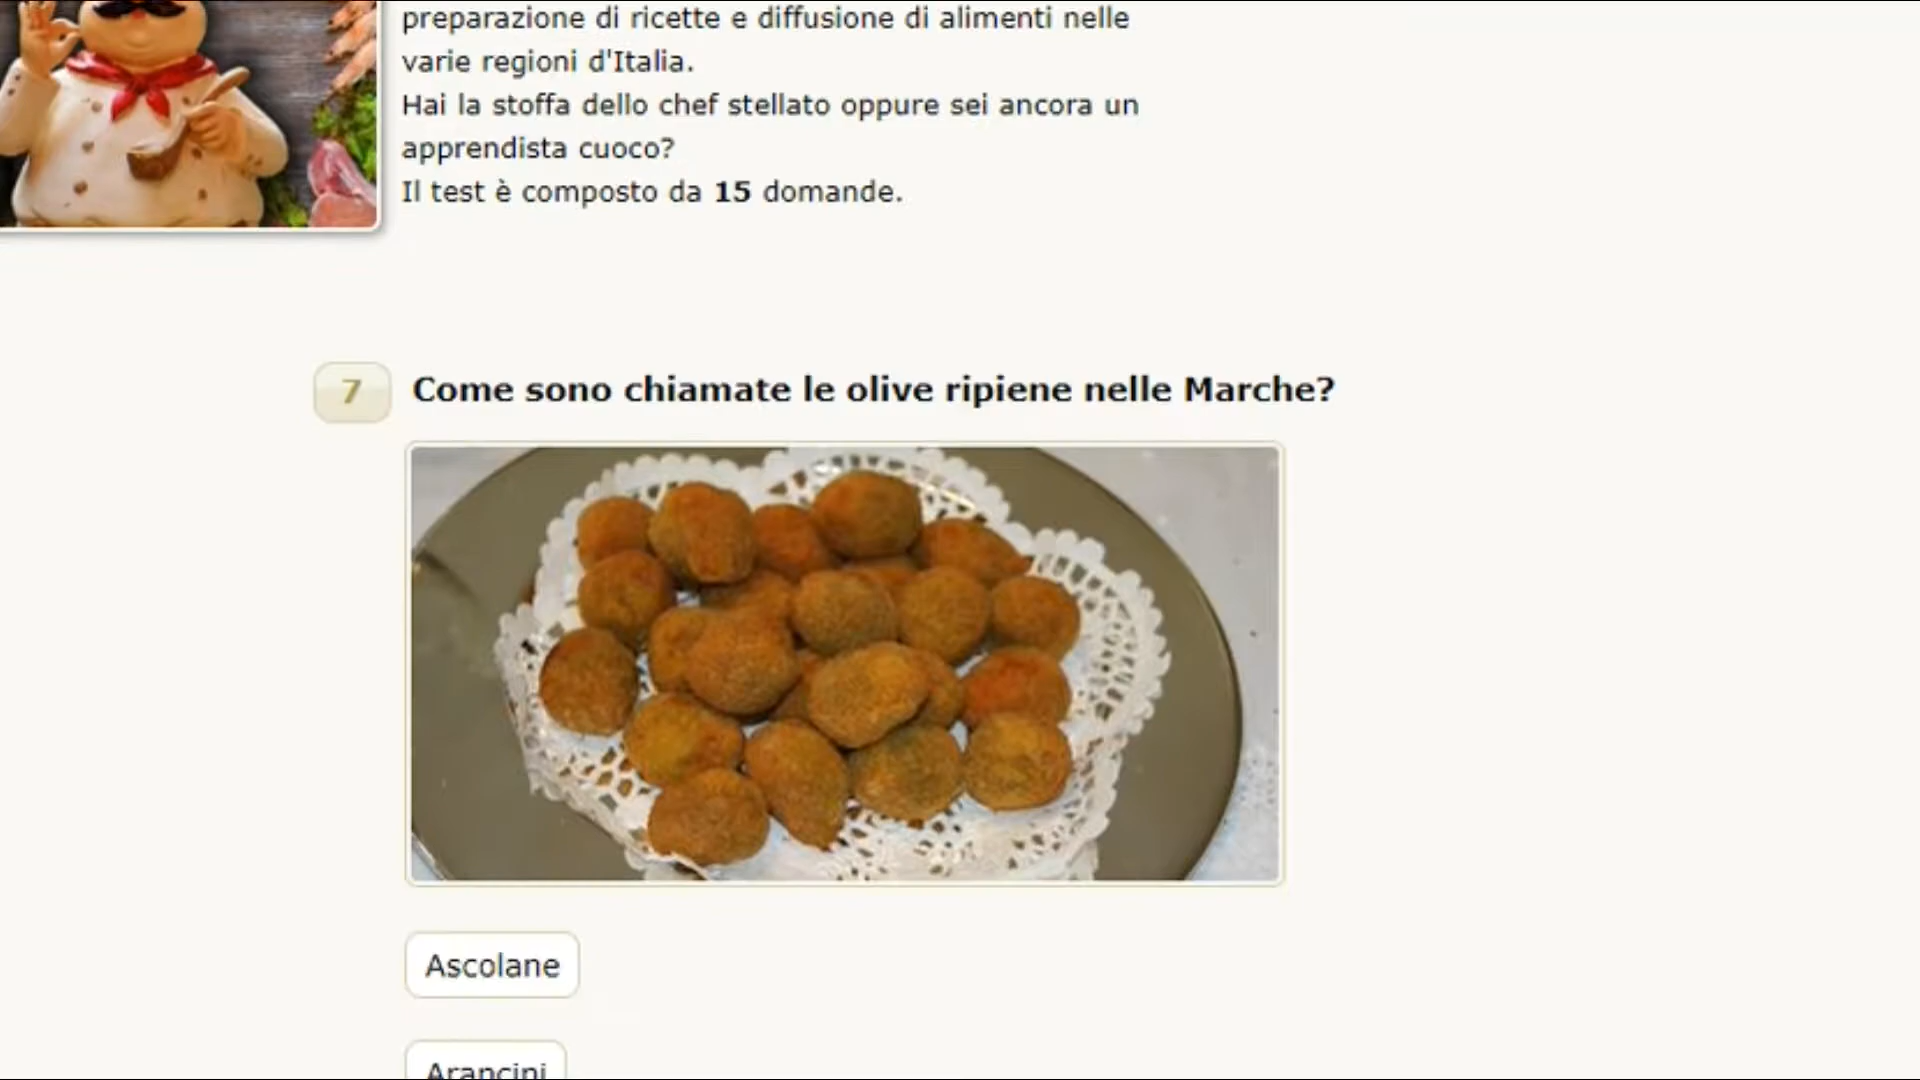 preparazione di ricette e diffusione di alimenti nelle
varie regioni d'Italia.
Hai la stoffa dello chef stellato oppure sei ancora un
apprendista cuoco?
Il test è composto da 15 domande.
7 Come sono chiamate le olive ripiene nelle Marche?
Ascolane
Arancini